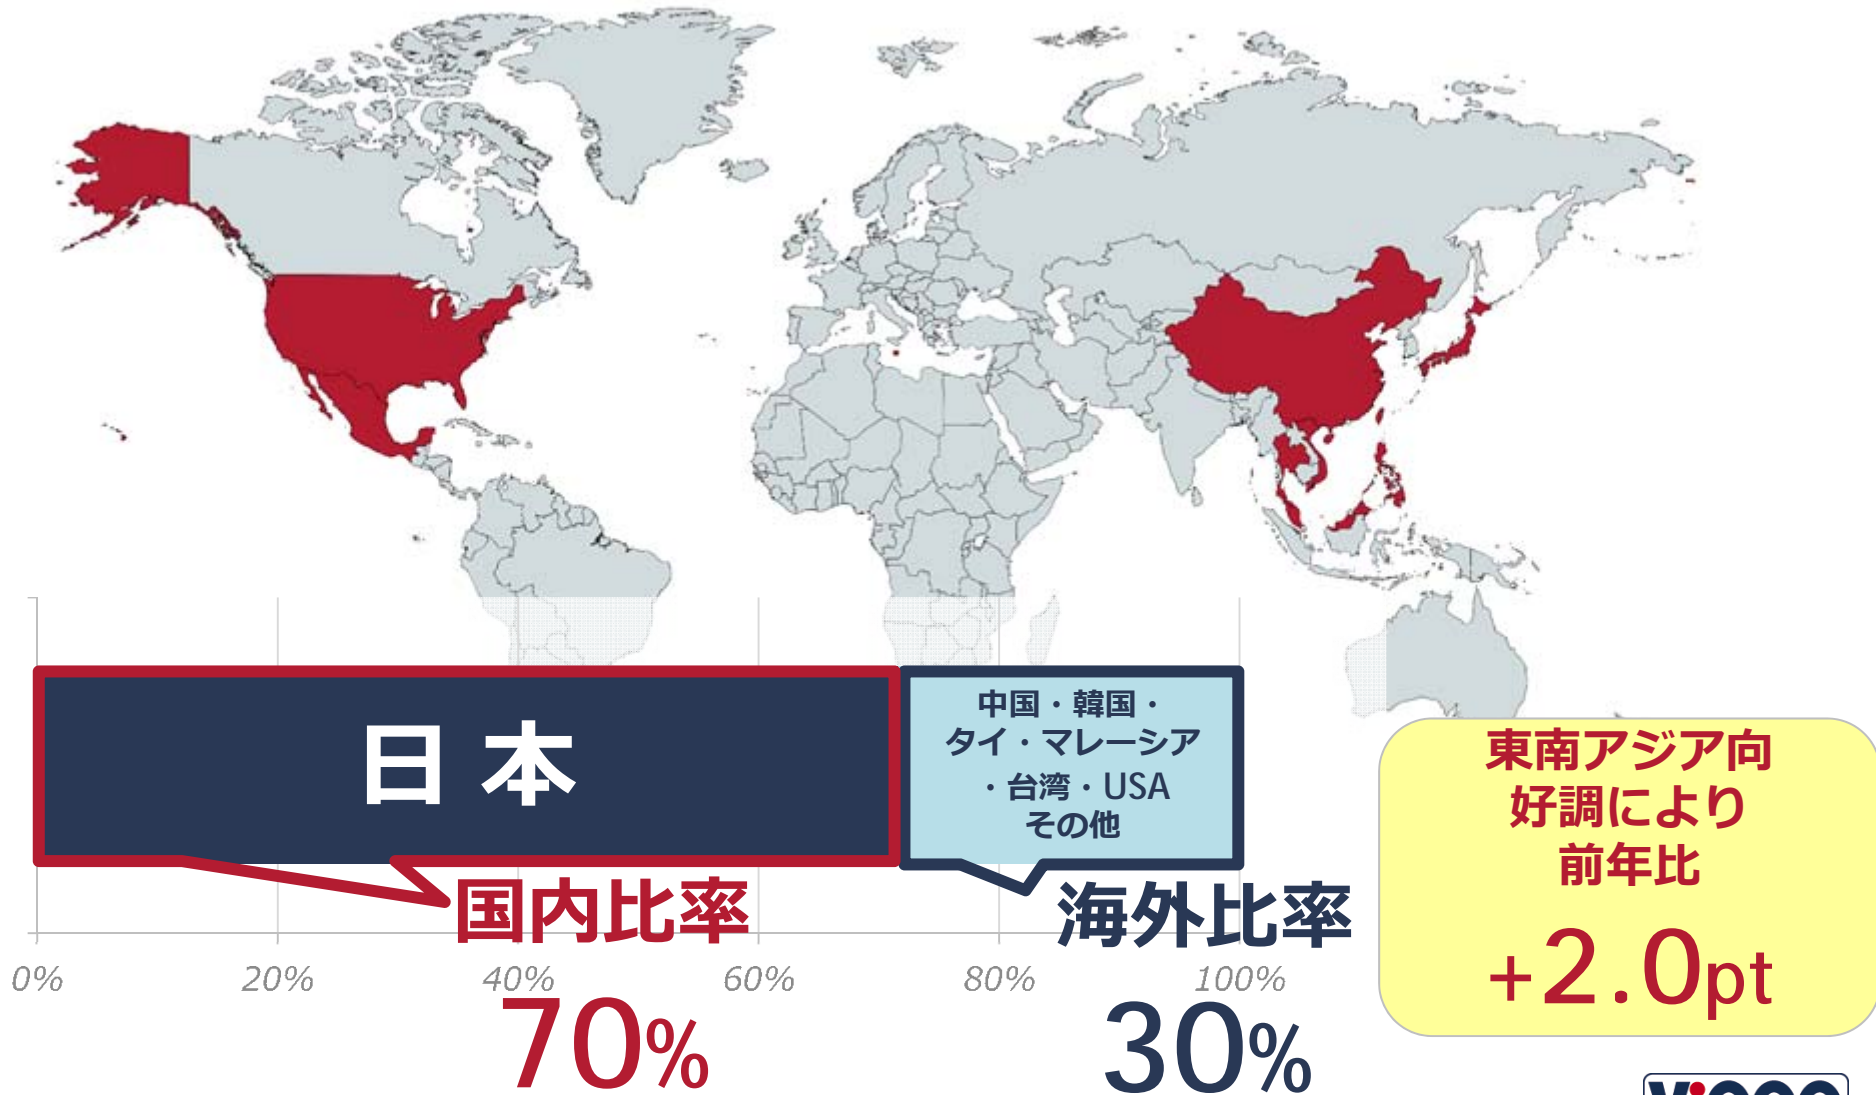 日本
中国・韓国・
タイ・マレーシア
・台湾・USA
その他
国内比率
海外比率
0%
20%
40%
60%
80%
100%
70%
30%
東南アジア向
好調により
前年比
+2.0pt